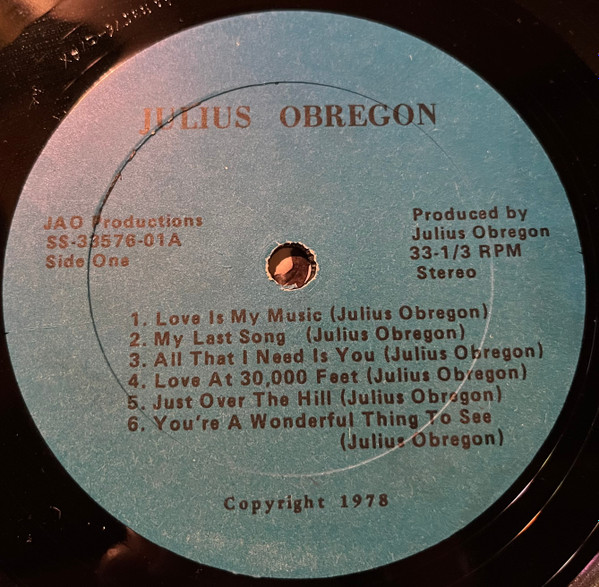 JULIUS OBREGON
JAO Productions
SS-33576-01A
Side One
Produced by
Julius Obregon
33-1/3 RPM
Stereo
1. Love Is My Music (Julius Obregon)
2. My Last Song (Julius Obregon)
3. All That I Need Is You (Julius Obregon)
4. Love At 30,000 Feet (Julius Obregon)
5. Just Over The Hill (Julius Obregon)
6. You're A Wonderful Thing To See
(Julius Obregon)
Copyright 1978